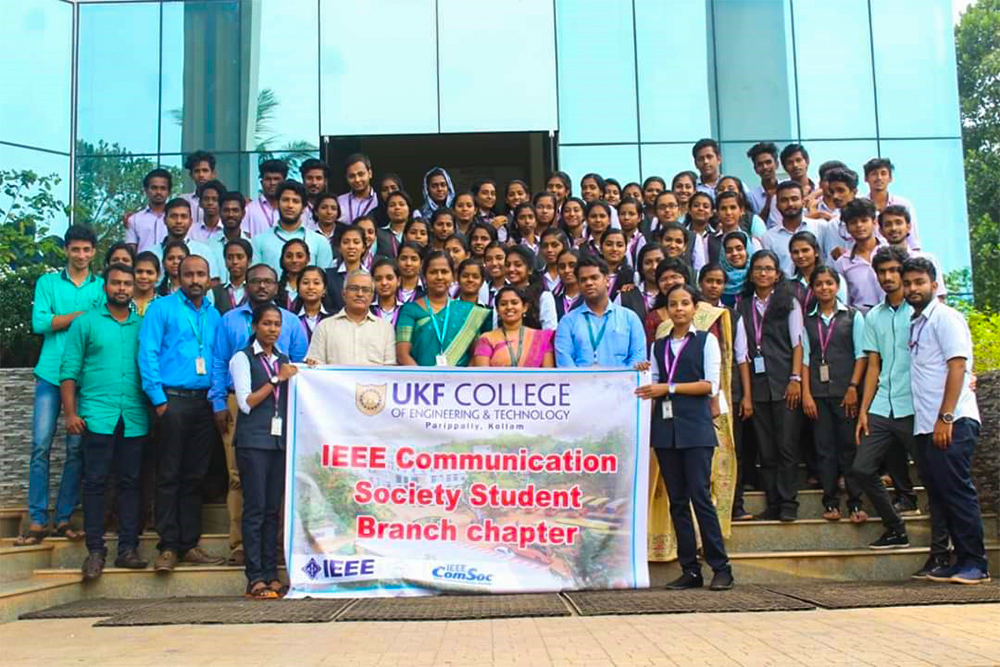 UKF COLLEGE
OF ENGINEERING & TECHNOLOGY
Parippally, Kollam
IEEE Communication
Society Student
Branch chapter
IEEE
IEEE
ComSoc